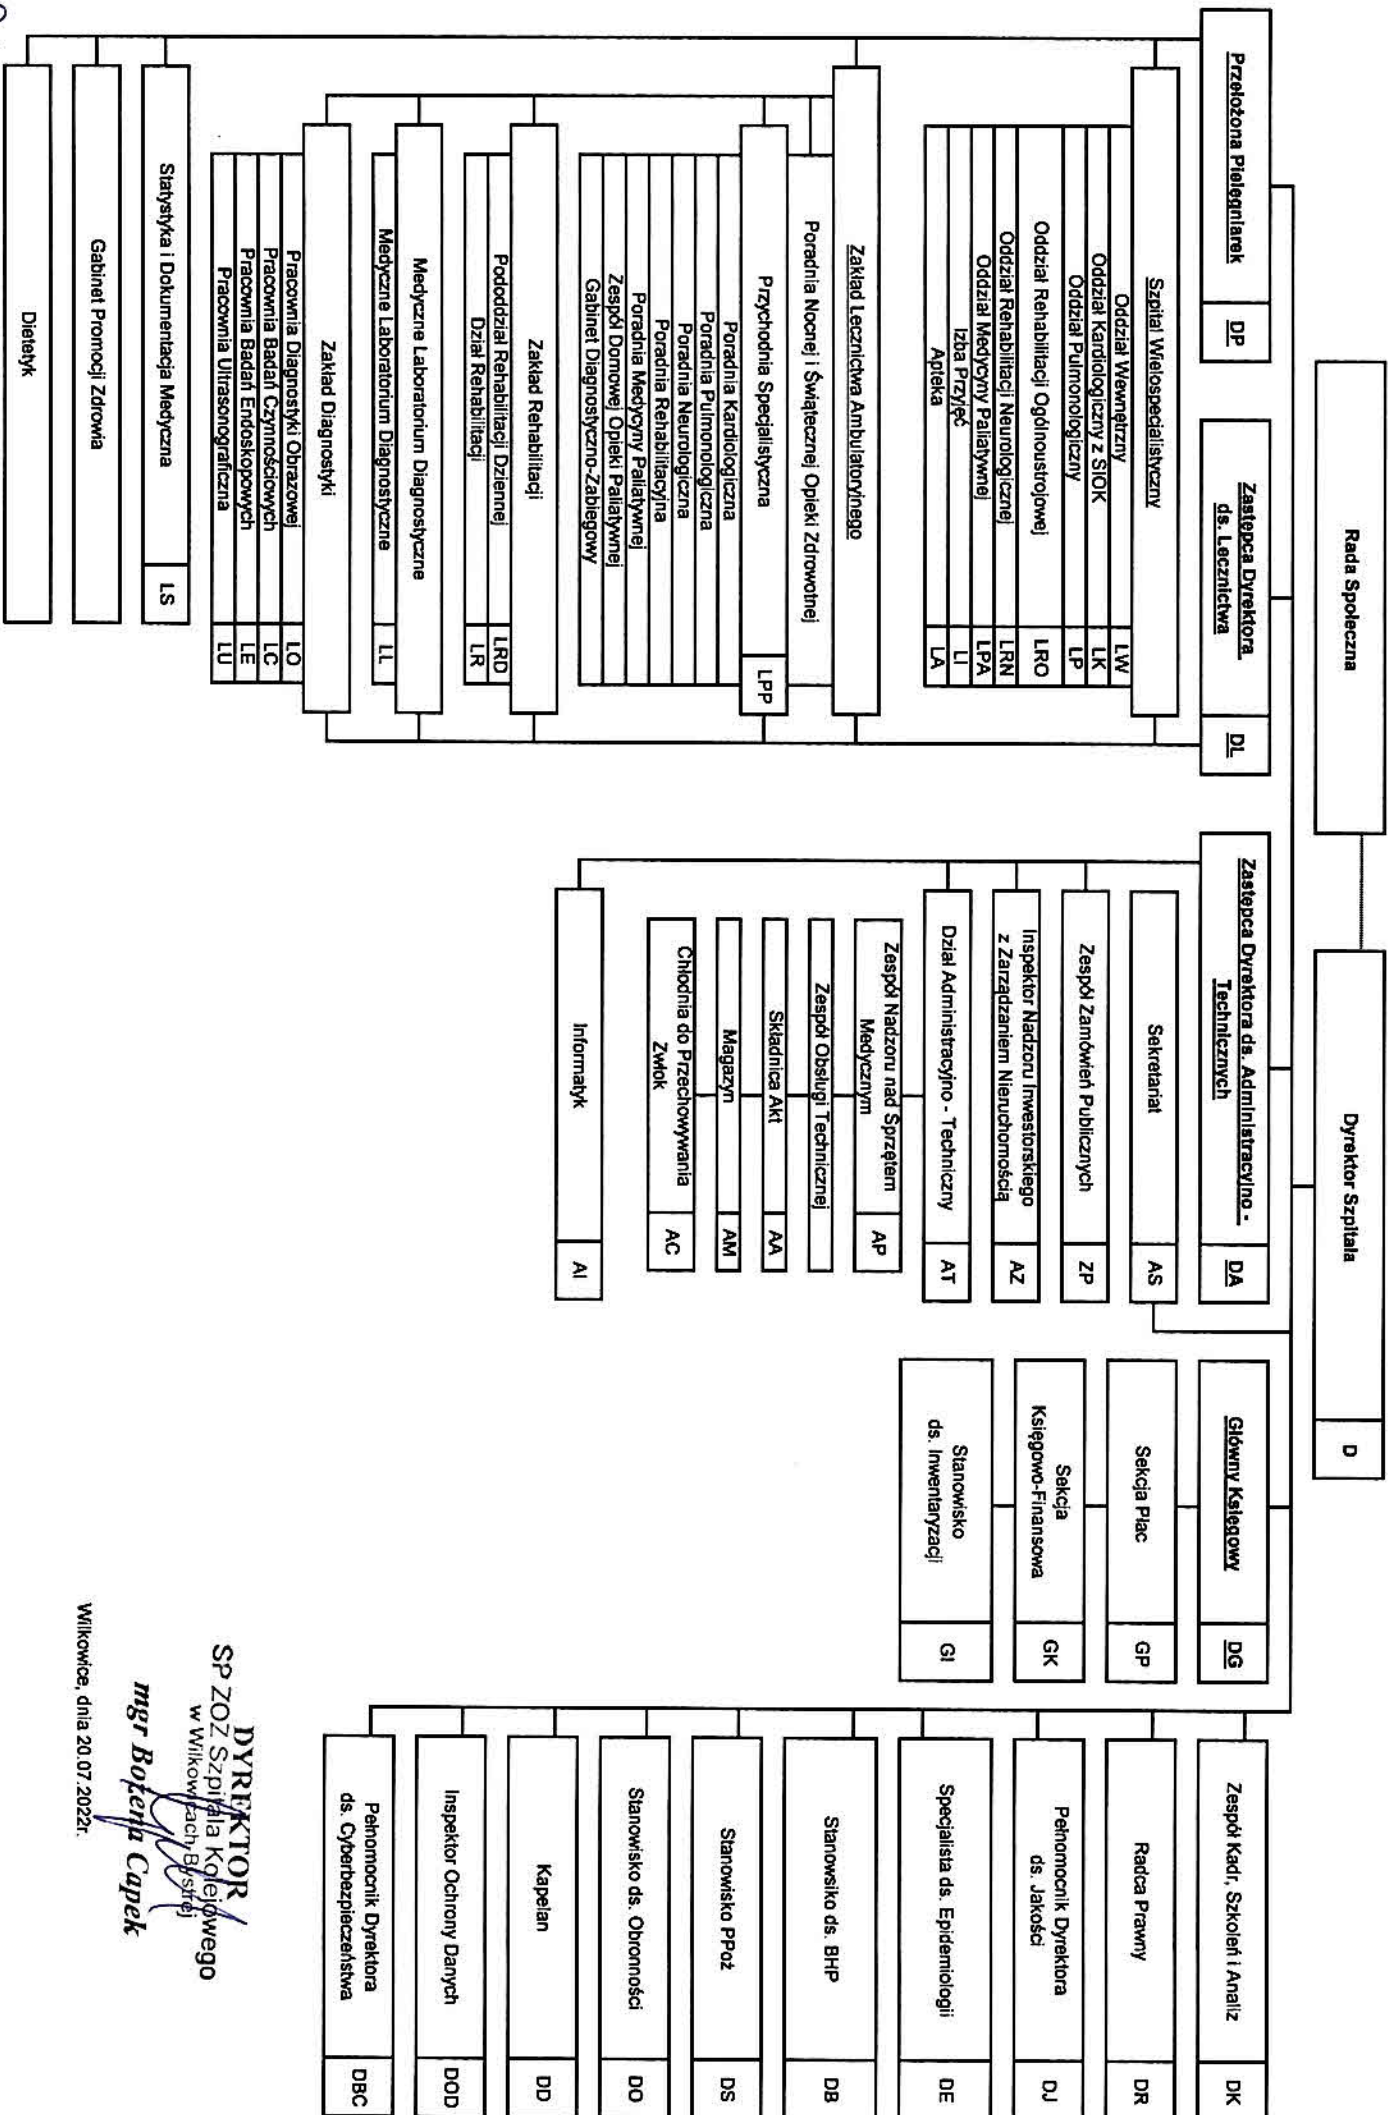 Rada Społeczna
Dyrektor Szpitala
D
Przełożona Pielęgniarek
DP
Zastępca Dyrektora
ds. Lecznictwa
DL
Zastępca Dyrektora ds. Administracyjno -
Technicznych
DA
Główny Księgowy
DG
Szpital Wielospecjalistyczny
Oddział Wewnętrzny
LW
Oddział Kardiologiczny z SIOK
LK
Oddział Pulmonologiczny
LP
Oddział Rehabilitacji Ogólnoustrojowej
LRO
Oddział Rehabilitacji Neurologicznej
LRN
Oddział Medycyny Paliatywnej
LPA
Izba Przyjęć
LI
Apteka
LA
Zakład Lecznictwa Ambulatoryjnego
Poradnia Nocnej i Świątecznej Opieki Zdrowotnej
Przychodnia Specjalistyczna
LPP
Poradnia Kardiologiczna
Poradnia Pulmonologiczna
Poradnia Neurologiczna
Poradnia Rehabilitacyjna
Poradnia Medycyny Paliatywnej
Zespół Domowej Opieki Paliatywnej
Gabinet Diagnostyczno-Zabiegowy
Zakład Rehabilitacji
Pododdział Rehabilitacji Dziennej
LRD
Dział Rehabilitacji
LR
Medyczne Laboratorium Diagnostyczne
Medyczne Laboratorium Diagnostyczne
LL
Zakład Diagnostyki
Pracownia Diagnostyki Obrazowej
LO
Pracownia Badań Czynnościowych
LC
Pracownia Badań Endoskopowych
LE
Pracownia Ultrasonograficzna
LU
Statystyka i Dokumentacja Medyczna
LS
Gabinet Promocji Zdrowia
Dietetyk
Sekretariat
AS
Zespół Zamówień Publicznych
ZP
Inspektor Nadzoru Inwestorskiego
z Zarządzaniem Nieruchomością
AZ
Dział Administracyjno - Techniczny
AT
Zespół Nadzoru nad Sprzętem
Medycznym
AP
Zespół Obsługi Technicznej
Składnica Akt
AA
Magazyn
AM
Chłodnia do Przechowywania
Zwłok
AC
Informatyk
AI
Sekcja Płac
GP
Sekcja
Księgowo-Finansowa
GK
Stanowisko
ds. Inwentaryzacji
GI
Zespół Kadr, Szkoleń i Analiz
DK
Radca Prawny
DR
Pełnomocnik Dyrektora
ds. Jakości
DJ
Specjalista ds. Epidemiologii
DE
Stanowsiko ds. BHP
DB
Stanowisko PPoż
DS
Stanowisko ds. Obronności
DO
Kapelan
DD
Inspektor Ochrony Danych
DOD
Pełnomocnik Dyrektora
ds. Cyberbezpieczeństwa
DBC
DYREKTOR
SP ZOZ Szpitala Kolejowego
w Wilkowicach-Bystrej
mgr Bożena Capek
Wilkowice, dnia 20.07.2022r.